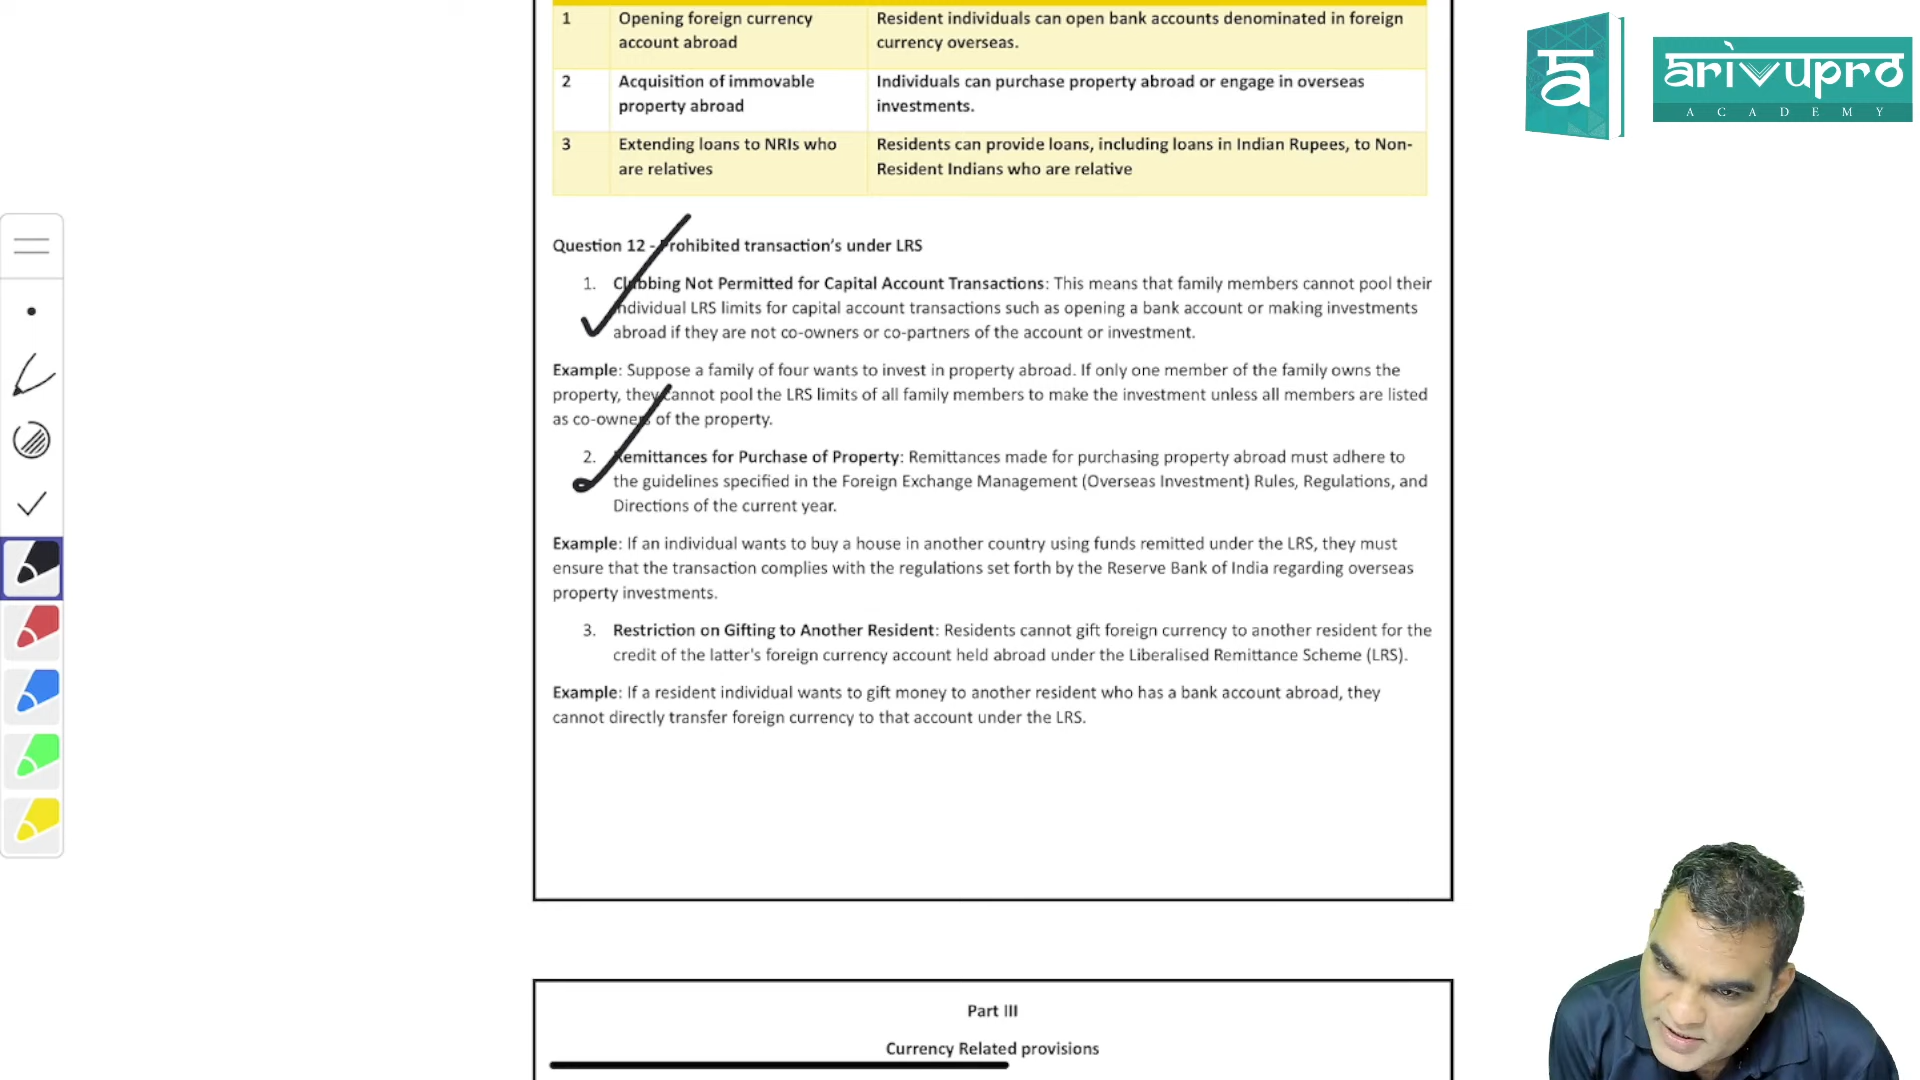 1 Opening foreign currency account abroad Resident individuals can open bank accounts denominated in foreign currency overseas.
2 Acquisition of immovable property abroad Individuals can purchase property abroad or engage in overseas investments.
3 Extending loans to NRIs who are relatives Residents can provide loans, including loans in Indian Rupees, to Non-Resident Indians who are relative
Question 12 - Prohibited transaction's under LRS
1. Clubbing Not Permitted for Capital Account Transactions: This means that family members cannot pool their
individual LRS limits for capital account transactions such as opening a bank account or making investments
abroad if they are not co-owners or co-partners of the account or investment.
Example: Suppose a family of four wants to invest in property abroad. If only one member of the family owns the
property, they cannot pool the LRS limits of all family members to make the investment unless all members are listed
as co-owners of the property.
2. Remittances for Purchase of Property: Remittances made for purchasing property abroad must adhere to
the guidelines specified in the Foreign Exchange Management (Overseas Investment) Rules, Regulations, and
Directions of the current year.
Example: If an individual wants to buy a house in another country using funds remitted under the LRS, they must
ensure that the transaction complies with the regulations set forth by the Reserve Bank of India regarding overseas
property investments.
3. Restriction on Gifting to Another Resident: Residents cannot gift foreign currency to another resident for the
credit of the latter's foreign currency account held abroad under the Liberalised Remittance Scheme (LRS).
Example: If a resident individual wants to gift money to another resident who has a bank account abroad, they
cannot directly transfer foreign currency to that account under the LRS.
Part III
Currency Related provisions
arivupro
ACADEMY